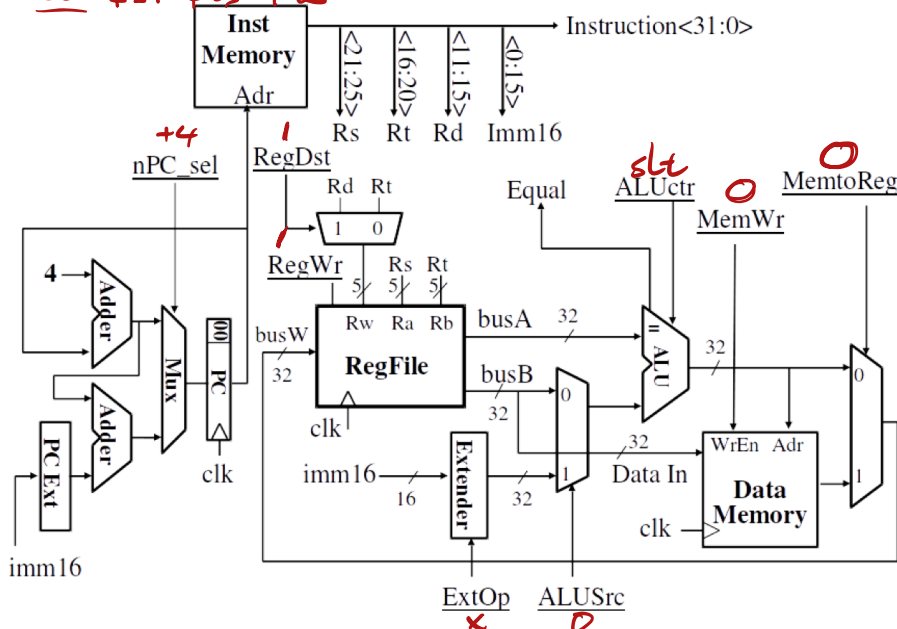 Inst
Memory
Adr
Instruction<31:0>
<21:25>
<16:20>
<11:15>
<0:15>
Rs
Rt
Rd
Imm16
+4
nPC_sel
1
RegDst
Rd
Rt
1
0
1
RegWr
Equal
slt
ALUctr
0
MemWr
0
MemtoReg
4
Adder
Adder
Mux
00
PC
clk
PC Ext
imm16
Rs
Rt
5
5
5
Rw
Ra
Rb
RegFile
busW
32
clk
busA
32
busB
32
0
1
=
ALU
32
imm16
16
Extender
32
32
Data In
WrEn
Adr
Data
Memory
clk
0
1
ExtOp
x
ALUSrc
0